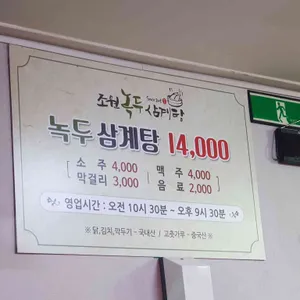 조원 녹두 삼계탕
녹두 삼계탕 14,000
[ 소 주 4,000 | 맥 주 4,000 ]
[ 막걸리 3,000 | 음 료 2,000 ]
영업시간 : 오전 10시 30분 ~ 오후 9시 30분
※ 닭,김치,깍두기 - 국내산 / 고춧가루 - 중국산 ※